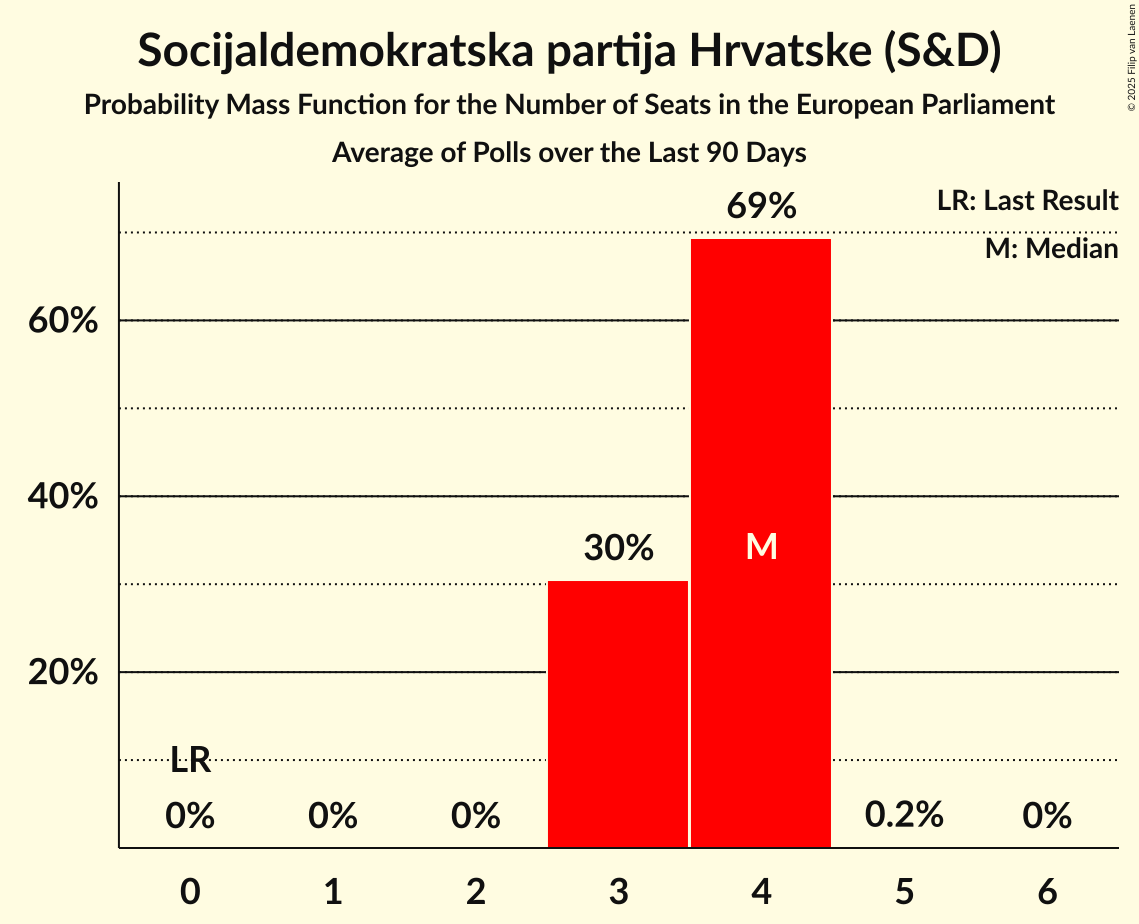 Socijaldemokratska partija Hrvatske (S&D)
Probability Mass Function for the Number of Seats in the European Parliament
Average of Polls over the Last 90 Days
© 2025 Filip van Laenen
LR: Last Result
M: Median
69%
60%
40%
30%
M
20%
LR
0%
0%
0%
0.2%
0%
0
1
2
3
4
5
6